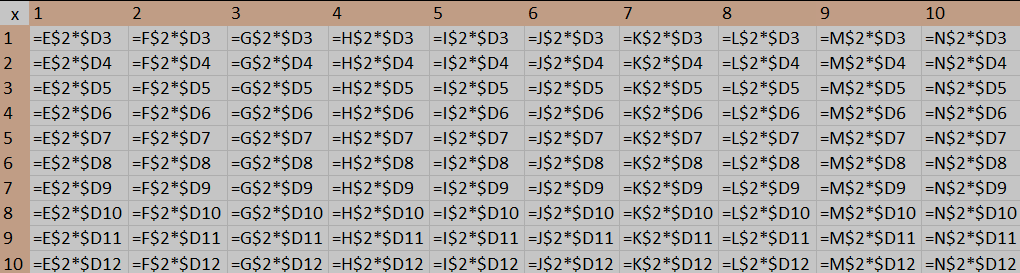 x 1 2 3 4 5 6 7 8 9 10
1 =E$2*$D3 =F$2*$D3 =G$2*$D3 =H$2*$D3 =I$2*$D3 =J$2*$D3 =K$2*$D3 =L$2*$D3 =M$2*$D3 =N$2*$D3
2 =E$2*$D4 =F$2*$D4 =G$2*$D4 =H$2*$D4 =I$2*$D4 =J$2*$D4 =K$2*$D4 =L$2*$D4 =M$2*$D4 =N$2*$D4
3 =E$2*$D5 =F$2*$D5 =G$2*$D5 =H$2*$D5 =I$2*$D5 =J$2*$D5 =K$2*$D5 =L$2*$D5 =M$2*$D5 =N$2*$D5
4 =E$2*$D6 =F$2*$D6 =G$2*$D6 =H$2*$D6 =I$2*$D6 =J$2*$D6 =K$2*$D6 =L$2*$D6 =M$2*$D6 =N$2*$D6
5 =E$2*$D7 =F$2*$D7 =G$2*$D7 =H$2*$D7 =I$2*$D7 =J$2*$D7 =K$2*$D7 =L$2*$D7 =M$2*$D7 =N$2*$D7
6 =E$2*$D8 =F$2*$D8 =G$2*$D8 =H$2*$D8 =I$2*$D8 =J$2*$D8 =K$2*$D8 =L$2*$D8 =M$2*$D8 =N$2*$D8
7 =E$2*$D9 =F$2*$D9 =G$2*$D9 =H$2*$D9 =I$2*$D9 =J$2*$D9 =K$2*$D9 =L$2*$D9 =M$2*$D9 =N$2*$D9
8 =E$2*$D10 =F$2*$D10 =G$2*$D10 =H$2*$D10 =I$2*$D10 =J$2*$D10 =K$2*$D10 =L$2*$D10 =M$2*$D10 =N$2*$D10
9 =E$2*$D11 =F$2*$D11 =G$2*$D11 =H$2*$D11 =I$2*$D11 =J$2*$D11 =K$2*$D11 =L$2*$D11 =M$2*$D11 =N$2*$D11
10 =E$2*$D12 =F$2*$D12 =G$2*$D12 =H$2*$D12 =I$2*$D12 =J$2*$D12 =K$2*$D12 =L$2*$D12 =M$2*$D12 =N$2*$D12